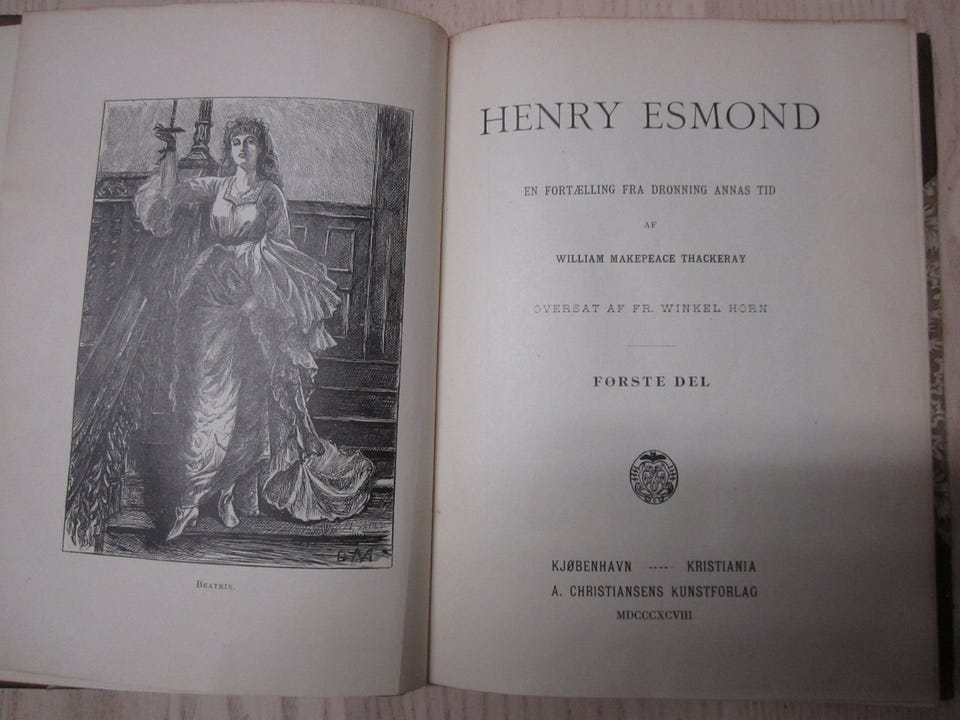 BEATRIX.
HENRY ESMOND
EN FORTÆLLING FRA DRONNING ANNAS TID
AF
WILLIAM MAKEPEACE THACKERAY
OVERSAT AF FR. WINKEL HORN
FØRSTE DEL
KJØBENHAVN ---- KRISTIANIA
A. CHRISTIANSENS KUNSTFORLAG
MDCCCXCVIII